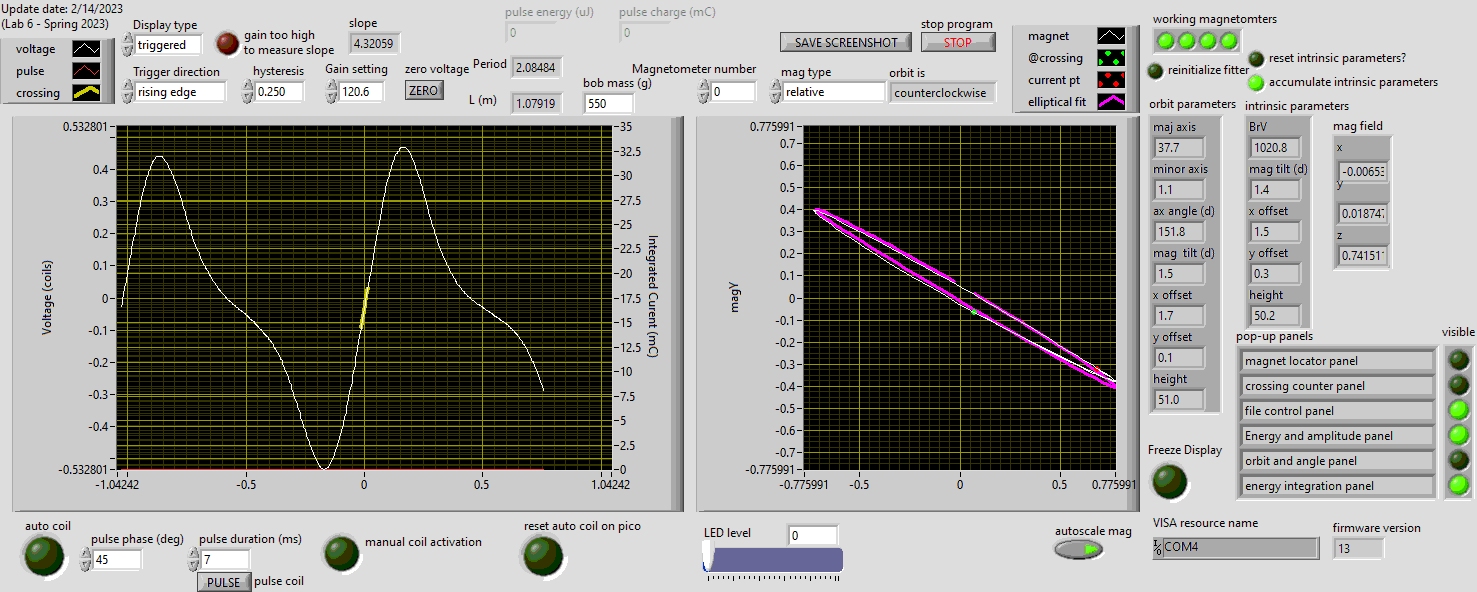 Update date: 2/14/2023
(Lab 6 - Spring 2023)
voltage
pulse
crossing
Display type
triggered
gain too high
to measure slope
slope
4.32059
pulse energy (uJ)
0
pulse charge (mC)
0
Trigger direction
rising edge
hysteresis
0.250
Gain setting
120.6
zero voltage
ZERO
Period
2.08484
L (m)
1.07919
bob mass (g)
550
SAVE SCREENSHOT
stop program
STOP
Magnetometer number
0
mag type
relative
orbit is
counterclockwise
magnet
@crossing
current pt
elliptical fit
working magnetomters
reinitialize fitter
reset intrinsic parameters?
accumulate intrinsic parameters
orbit parameters
maj axis
37.7
minor axis
1.1
ax angle (d)
151.8
mag tilt (d)
1.5
x offset
1.7
y offset
0.1
height
51.0
intrinsic parameters
BrV
1020.8
mag tilt (d)
1.4
x offset
1.5
y offset
0.3
height
50.2
mag field
x
-0.00653
y
0.018747
z
0.741511
Voltage (coils)
0.532801
0.4
0.3
0.2
0.1
0
-0.1
-0.2
-0.3
-0.4
-0.532801
-1.04242
-0.5
0
0.5
1.04242
35
32.5
30
27.5
25
22.5
20
17.5
15
12.5
10
7.5
5
2.5
0
Integrated Curent (mC)
magy
0.775991
0.7
0.6
0.5
0.4
0.3
0.2
0.1
0
-0.1
-0.2
-0.3
-0.4
-0.5
-0.6
-0.7
-0.775991
-0.775991
-0.5
0
0.5
0.775991
pop-up panels
visible
magnet locator panel
crossing counter panel
file control panel
Energy and amplitude panel
orbit and angle panel
energy integration panel
Freeze Display
auto coil
pulse phase (deg)
45
pulse duration (ms)
7
PULSE
pulse coil
manual coil activation
reset auto coil on pico
LED level
0
autoscale mag
VISA resource name
COM4
firmware version
13